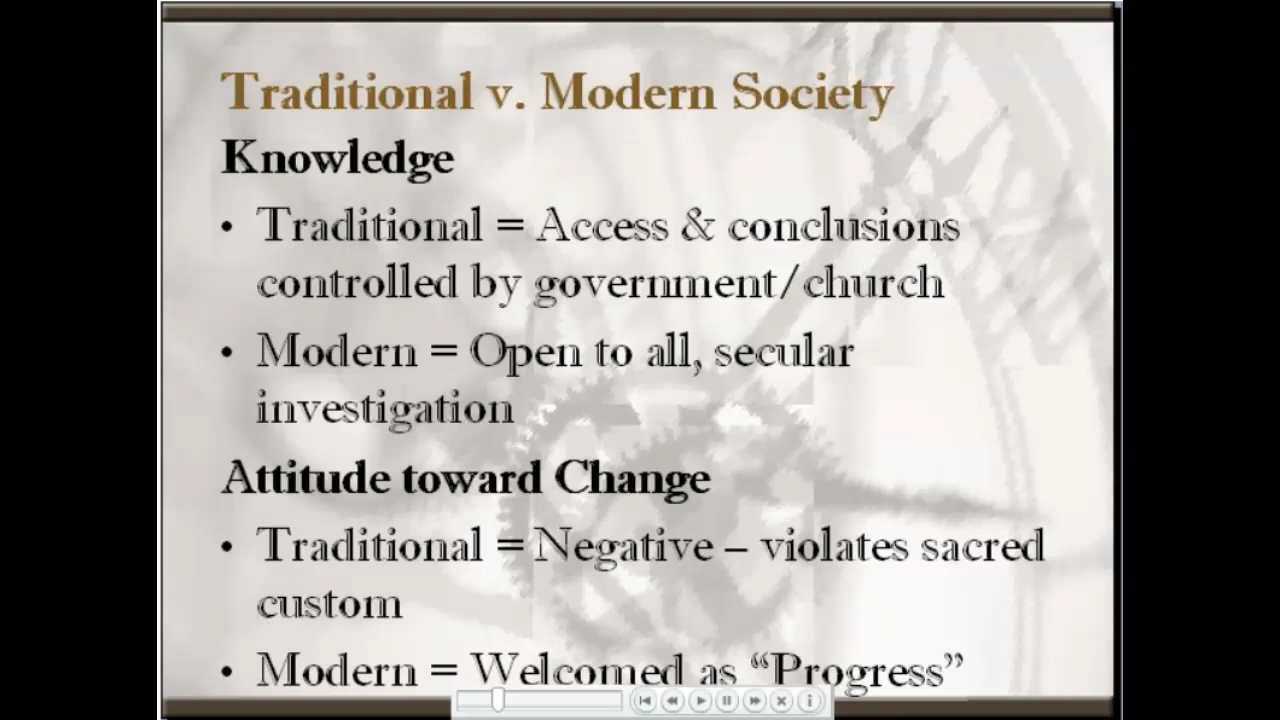 Traditional v. Modern Society
Knowledge
• Traditional = Access & conclusions
controlled by government/church
• Modern = Open to all, secular
investigation
Attitude toward Change
• Traditional = Negative – violates sacred
custom
• Modern = Welcomed as “Progress”